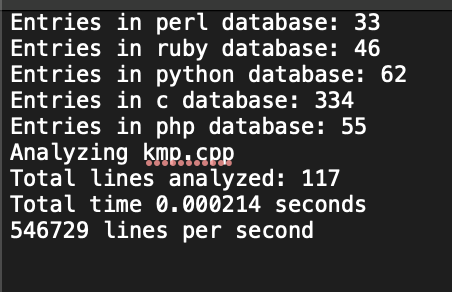 Entries in perl database: 33
Entries in ruby database: 46
Entries in python database: 62
Entries in c database: 334
Entries in php database: 55
Analyzing kmp.cpp
Total lines analyzed: 117
Total time 0.000214 seconds
546729 lines per second